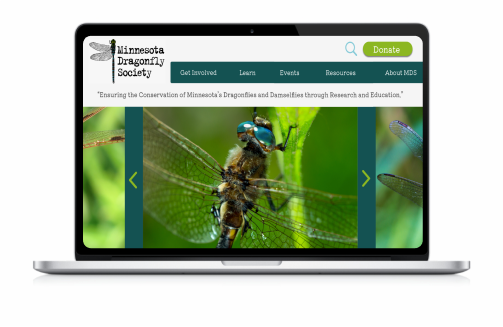 Minnesota
Dragonfly
Society
Donate
Get Involved Learn Events Resources About MDS
"Ensuring the Conservation of Minnesota's Dragonflies and Damselflies through Research and Education."